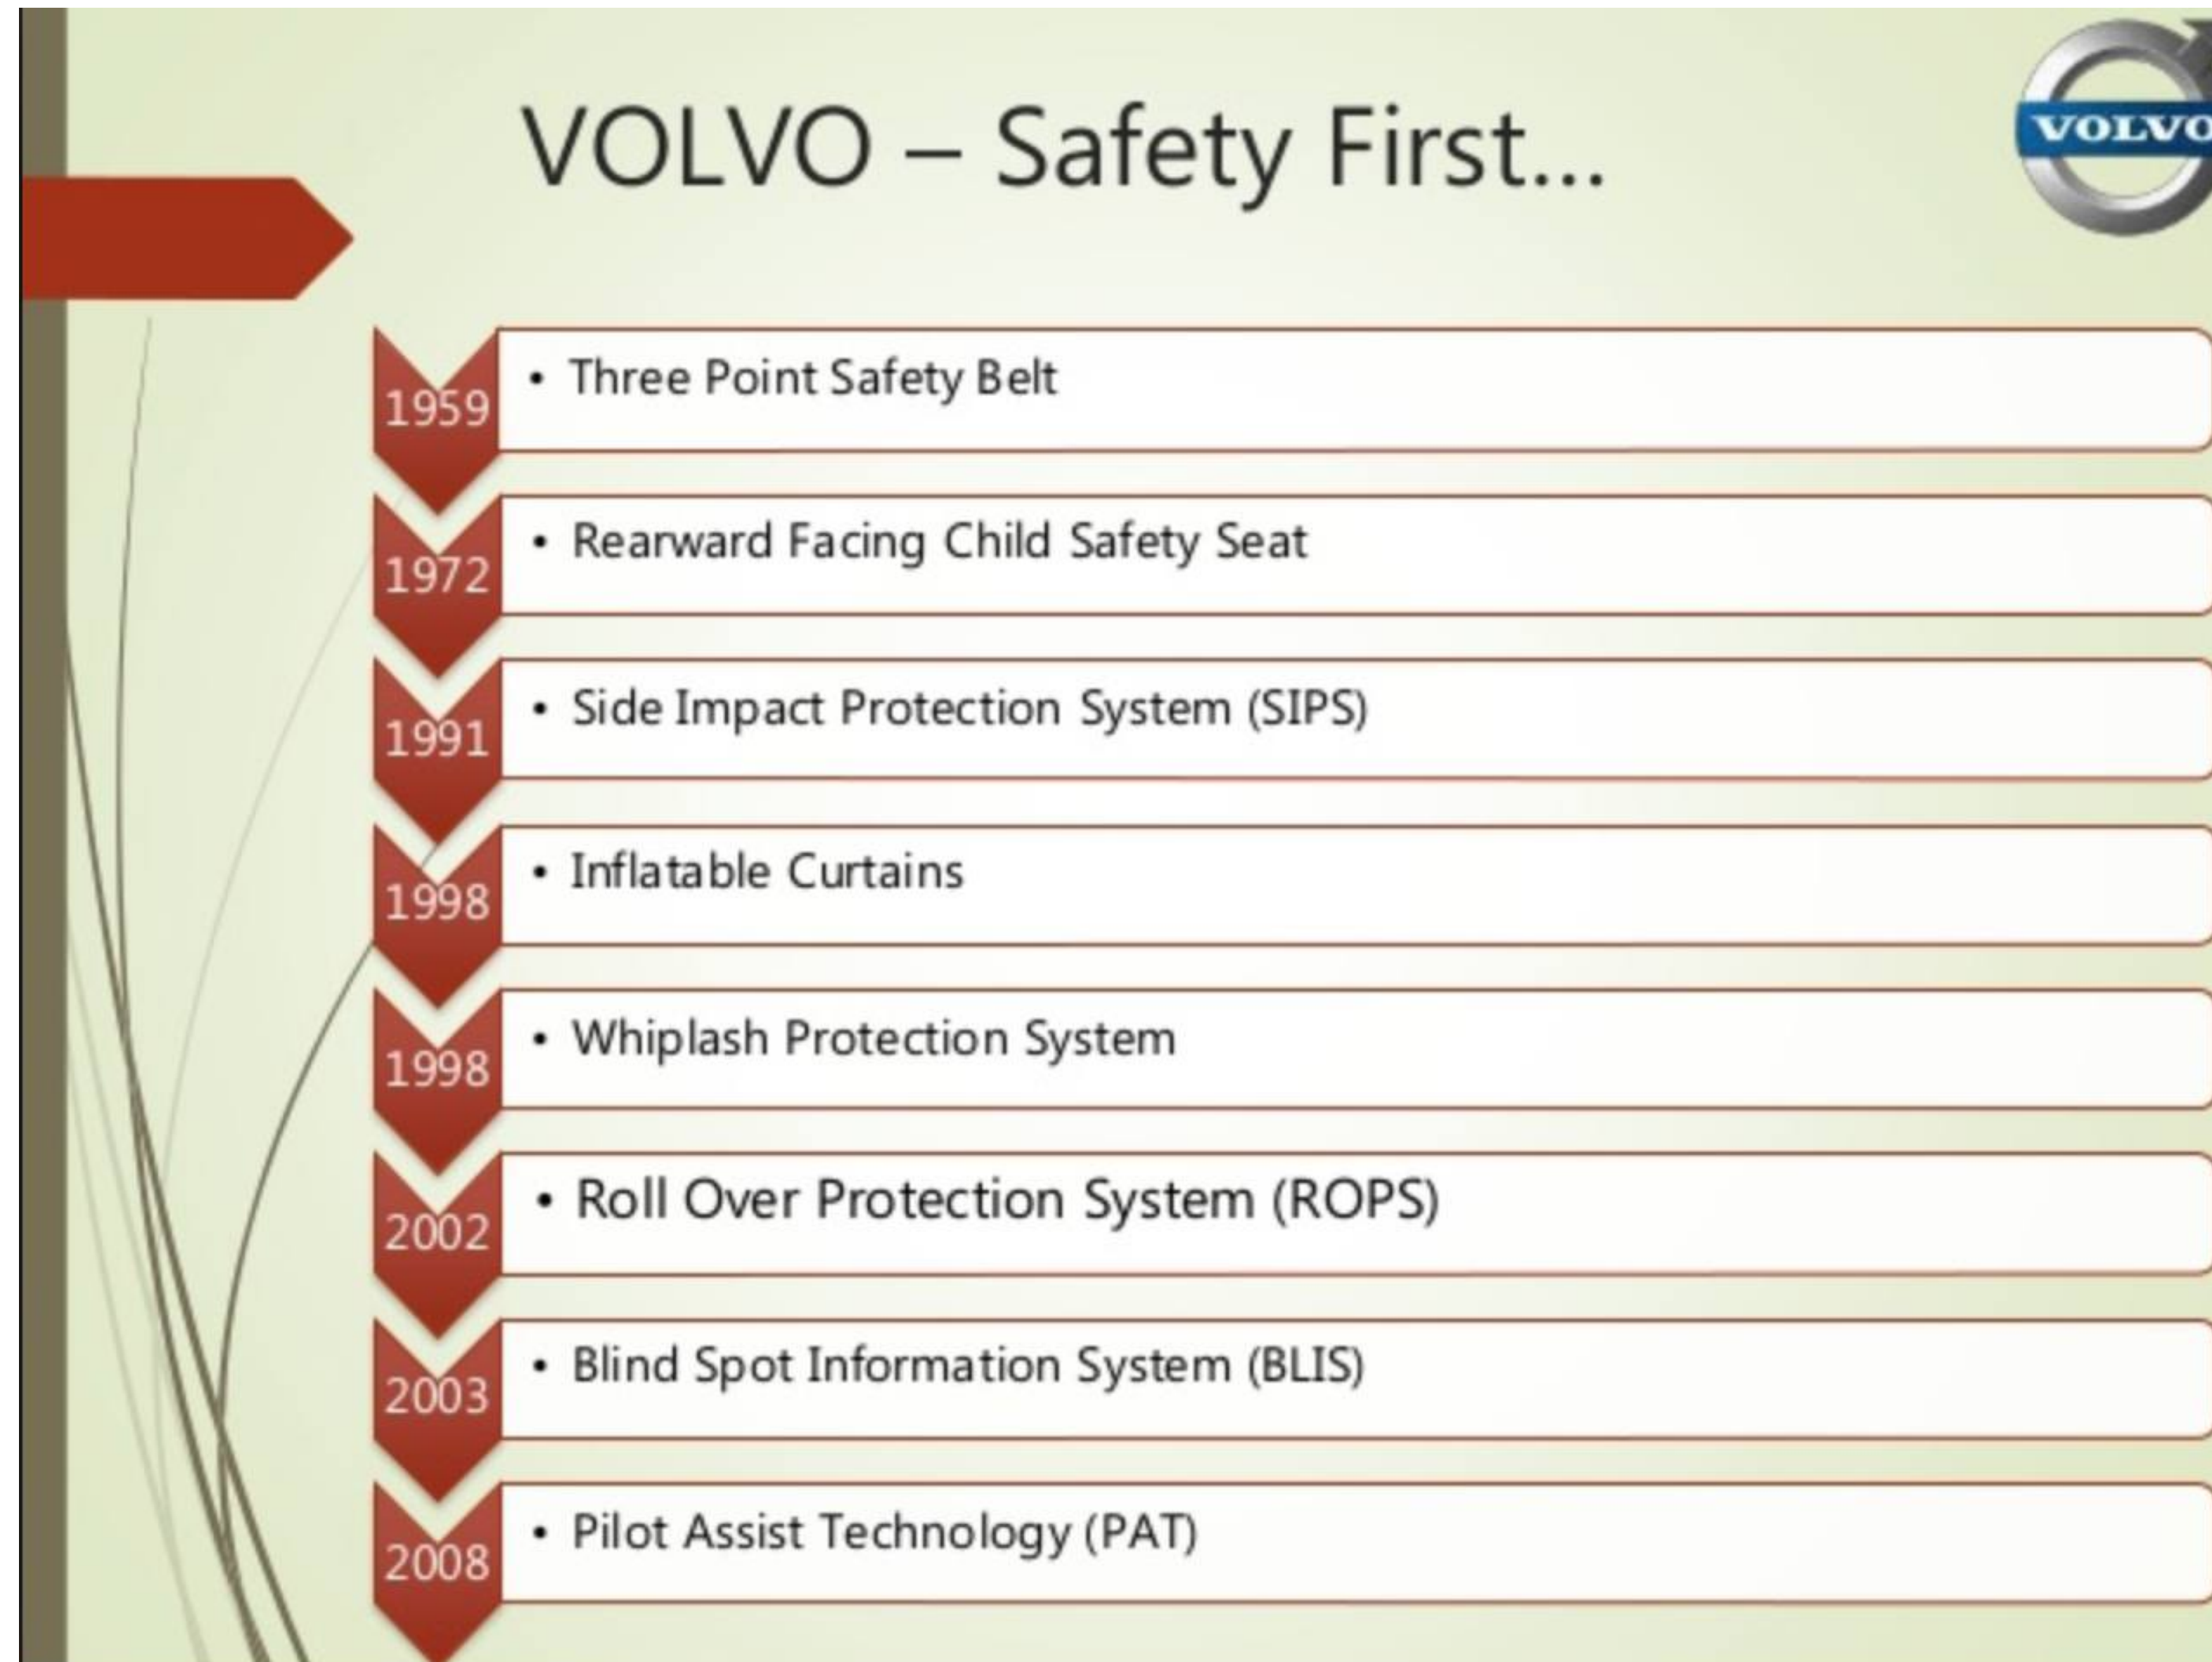 VOLVO – Safety First...
VOLVO
1959
• Three Point Safety Belt
1972
• Rearward Facing Child Safety Seat
1991
• Side Impact Protection System (SIPS)
1998
• Inflatable Curtains
1998
• Whiplash Protection System
2002
• Roll Over Protection System (ROPS)
2003
• Blind Spot Information System (BLIS)
2008
• Pilot Assist Technology (PAT)